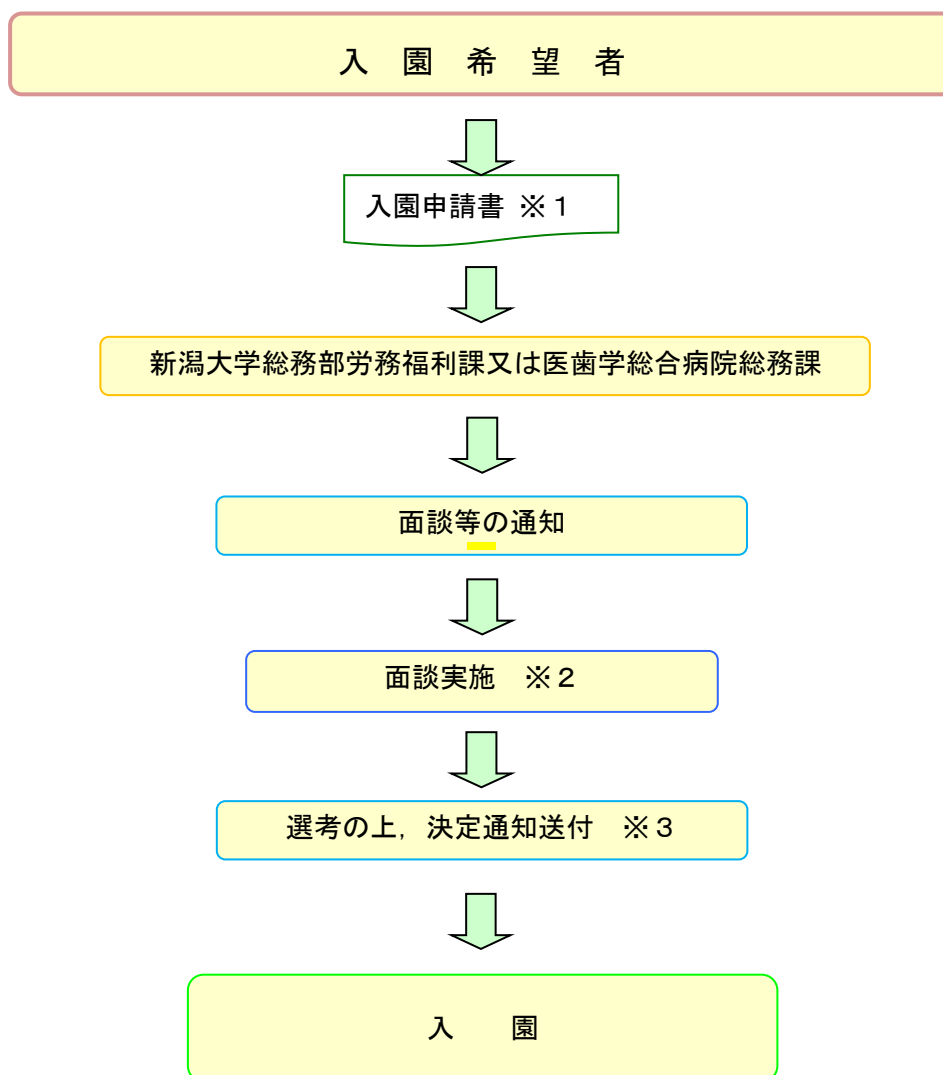 入　園　希　望　者
入園申請書 ※１
新潟大学総務部労務福利課又は医歯学総合病院総務課
面談等の通知
面談実施　※２
選考の上，決定通知送付　※３
入　　園